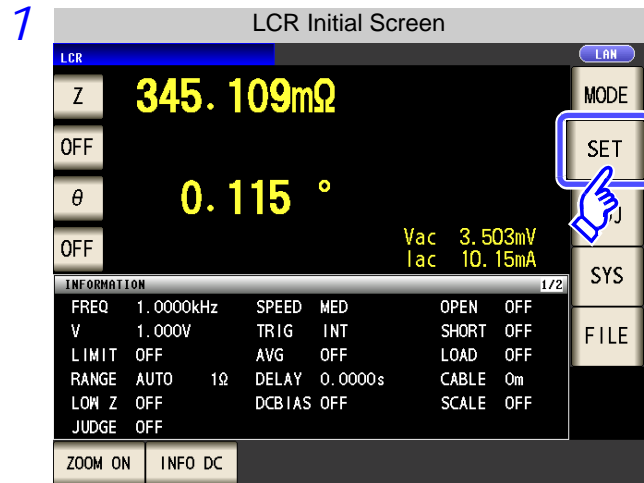 1
LCR Initial Screen
LCR
LAN
Z
345.109mΩ
MODE
OFF
SET
θ
0.115 °
OFF
Vac 3.503mV
Iac 10.15mA
SYS
INFORMATION 1/2
FREQ 1.0000kHz SPEED MED OPEN OFF
V 1.000V TRIG INT SHORT OFF
FILE
LIMIT OFF AVG OFF LOAD OFF
RANGE AUTO 1Ω DELAY 0.0000s CABLE 0m
LOW Z OFF DCBIAS OFF SCALE OFF
JUDGE OFF
ZOOM ON INFO DC